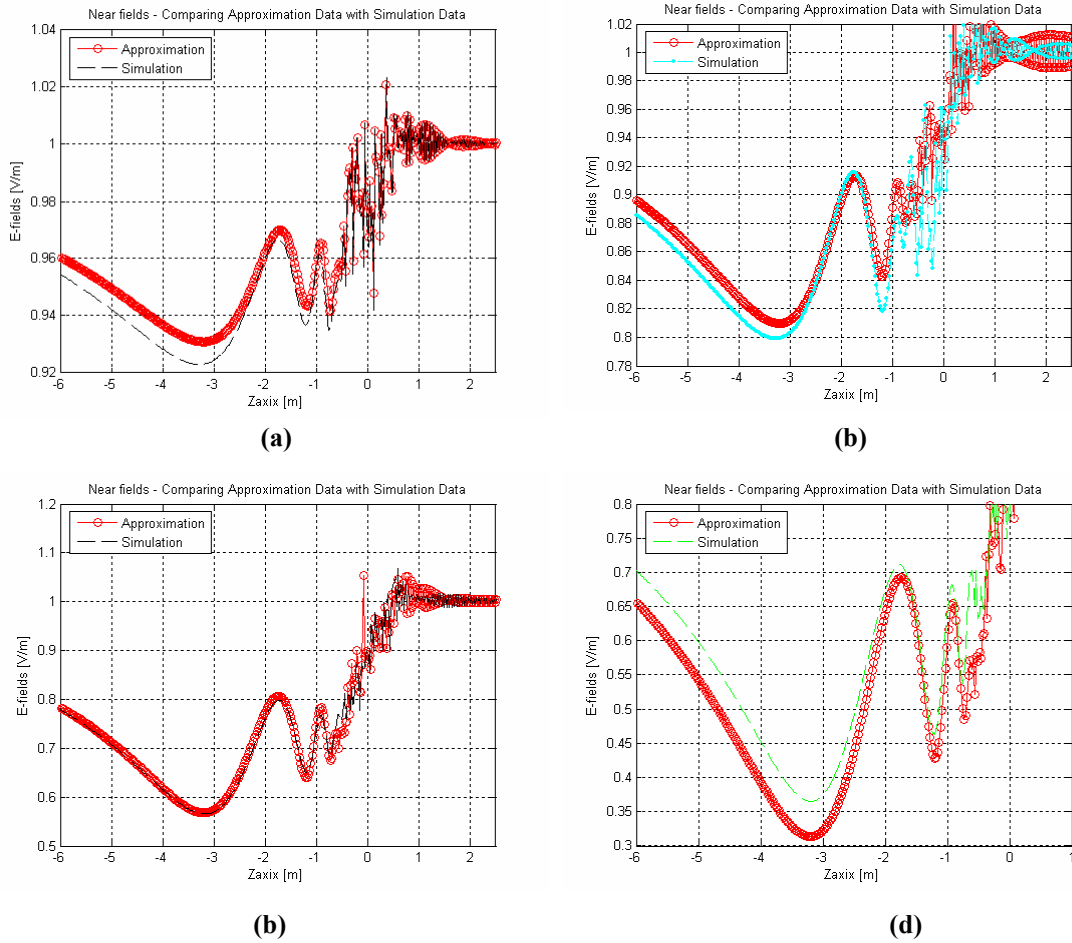 Near fields - Comparing Approximation Data with Simulation Data
1.04
1.02
1
0.98
0.96
0.94
0.92
E-fields [V/m]
Approximation
Simulation
-6 -5 -4 -3 -2 -1 0 1 2
Zaxix [m]
(a)
Near fields - Comparing Approximation Data with Simulation Data
1.02
1
0.98
0.96
0.94
0.92
0.9
0.88
0.86
0.84
0.82
0.8
0.78
E-fields [V/m]
Approximation
Simulation
-6 -5 -4 -3 -2 -1 0 1 2
Zaxix [m]
(b)
Near fields - Comparing Approximation Data with Simulation Data
1.2
1.1
1
0.9
0.8
0.7
0.6
0.5
E-fields [V/m]
Approximation
Simulation
-6 -5 -4 -3 -2 -1 0 1 2
Zaxix [m]
(b)
Near fields - Comparing Approximation Data with Simulation Data
0.8
0.75
0.7
0.65
0.6
0.55
0.5
0.45
0.4
0.35
0.3
E-fields [V/m]
Approximation
Simulation
-6 -5 -4 -3 -2 -1 0 1
Zaxix [m]
(d)